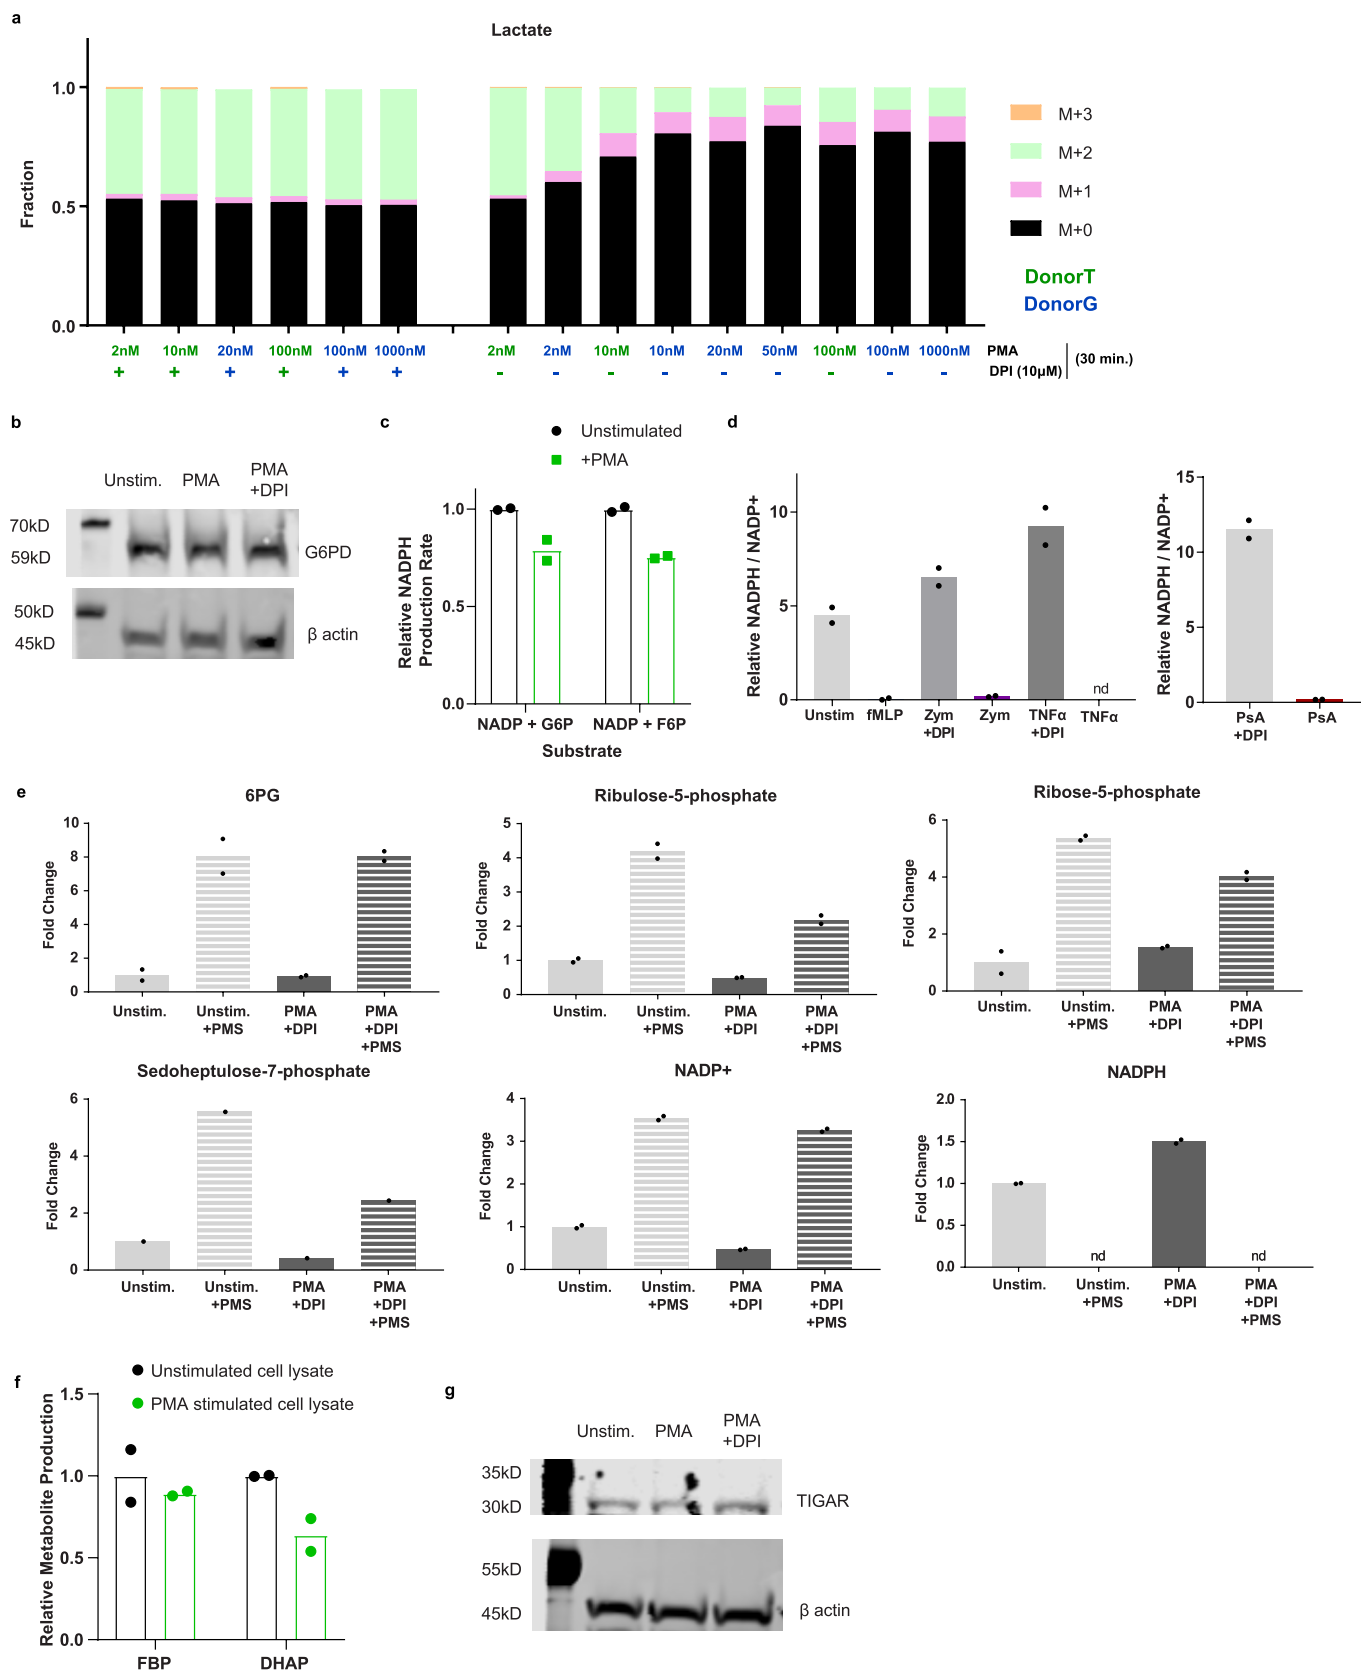 a
Lactate
Fraction
1.0
0.5
0.0
M+3
M+2
M+1
M+0
DonorT
DonorG
2nM 10nM 20nM 100nM 100nM 1000nM 2nM 2nM 10nM 10nM 20nM 50nM 100nM 100nM 1000nM PMA
+ + + + + + - - - - - - - - - DPI (10µM)
(30 min.)
b
Unstim. PMA PMA
+DPI
70kD
59kD
G6PD
50kD
45kD
β actin
c
Unstimulated
+PMA
Relative NADPH
Production Rate
1.0
0.5
0.0
NADP + G6P NADP + F6P
Substrate
d
Relative NADPH / NADP+
10
5
0
nd
Unstim fMLP Zym Zym TNFα TNFα
+DPI +DPI
Relative NADPH / NADP+
15
10
5
0
PsA PsA
+DPI
e
6PG
Fold Change
10
8
6
4
2
0
Unstim. Unstim. PMA PMA
+PMS +DPI +DPI
+PMS
Ribulose-5-phosphate
Fold Change
5
4
3
2
1
0
Unstim. Unstim. PMA PMA
+PMS +DPI +DPI
+PMS
Ribose-5-phosphate
Fold Change
6
4
2
0
Unstim. Unstim. PMA PMA
+PMS +DPI +DPI
+PMS
Sedoheptulose-7-phosphate
Fold Change
6
4
2
0
Unstim. Unstim. PMA PMA
+PMS +DPI +DPI
+PMS
NADP+
Fold Change
4
3
2
1
0
Unstim. Unstim. PMA PMA
+PMS +DPI +DPI
+PMS
NADPH
Fold Change
2.0
1.5
1.0
0.5
0.0
nd nd
Unstim. Unstim. PMA PMA
+PMS +DPI +DPI
+PMS
f
Unstimulated cell lysate
PMA stimulated cell lysate
Relative Metabolite Production
1.5
1.0
0.5
0.0
FBP DHAP
g
Unstim. PMA PMA
+DPI
35kD
30kD
TIGAR
55kD
45kD
β actin